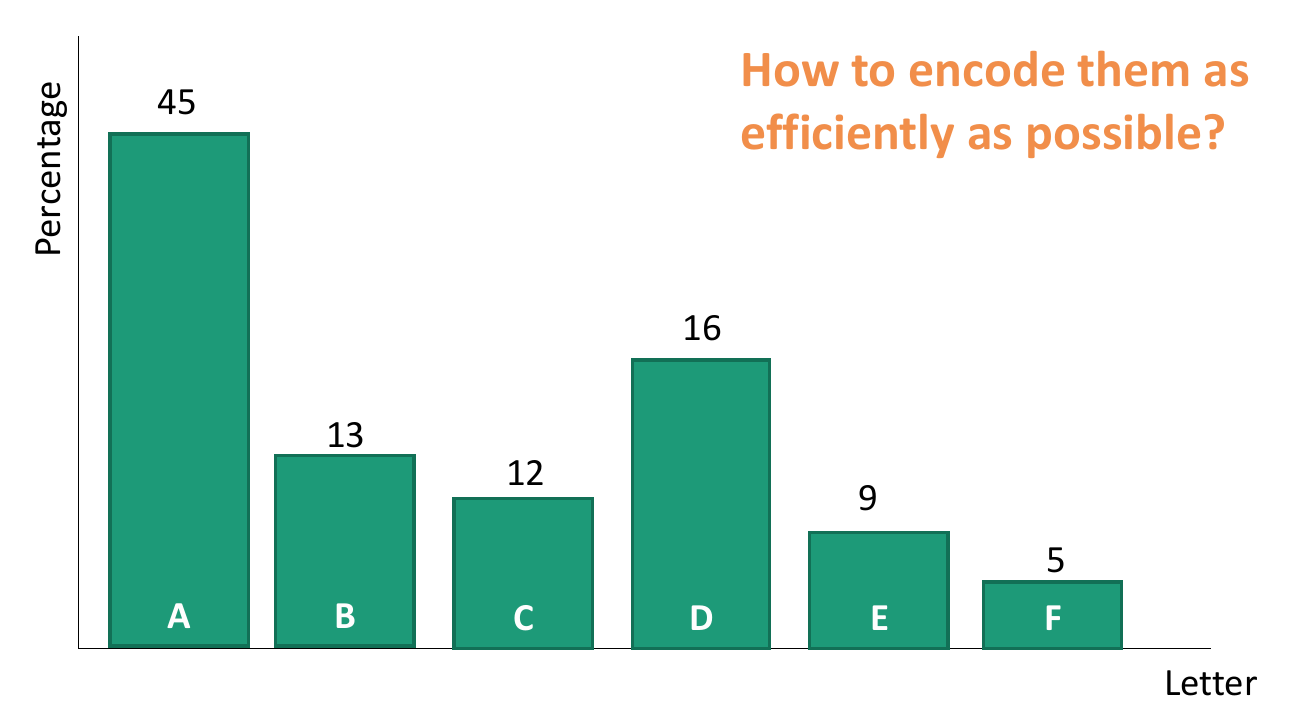 How to encode them as
efficiently as possible?
Percentage
45
13
12
16
9
5
A
B
C
D
E
F
Letter